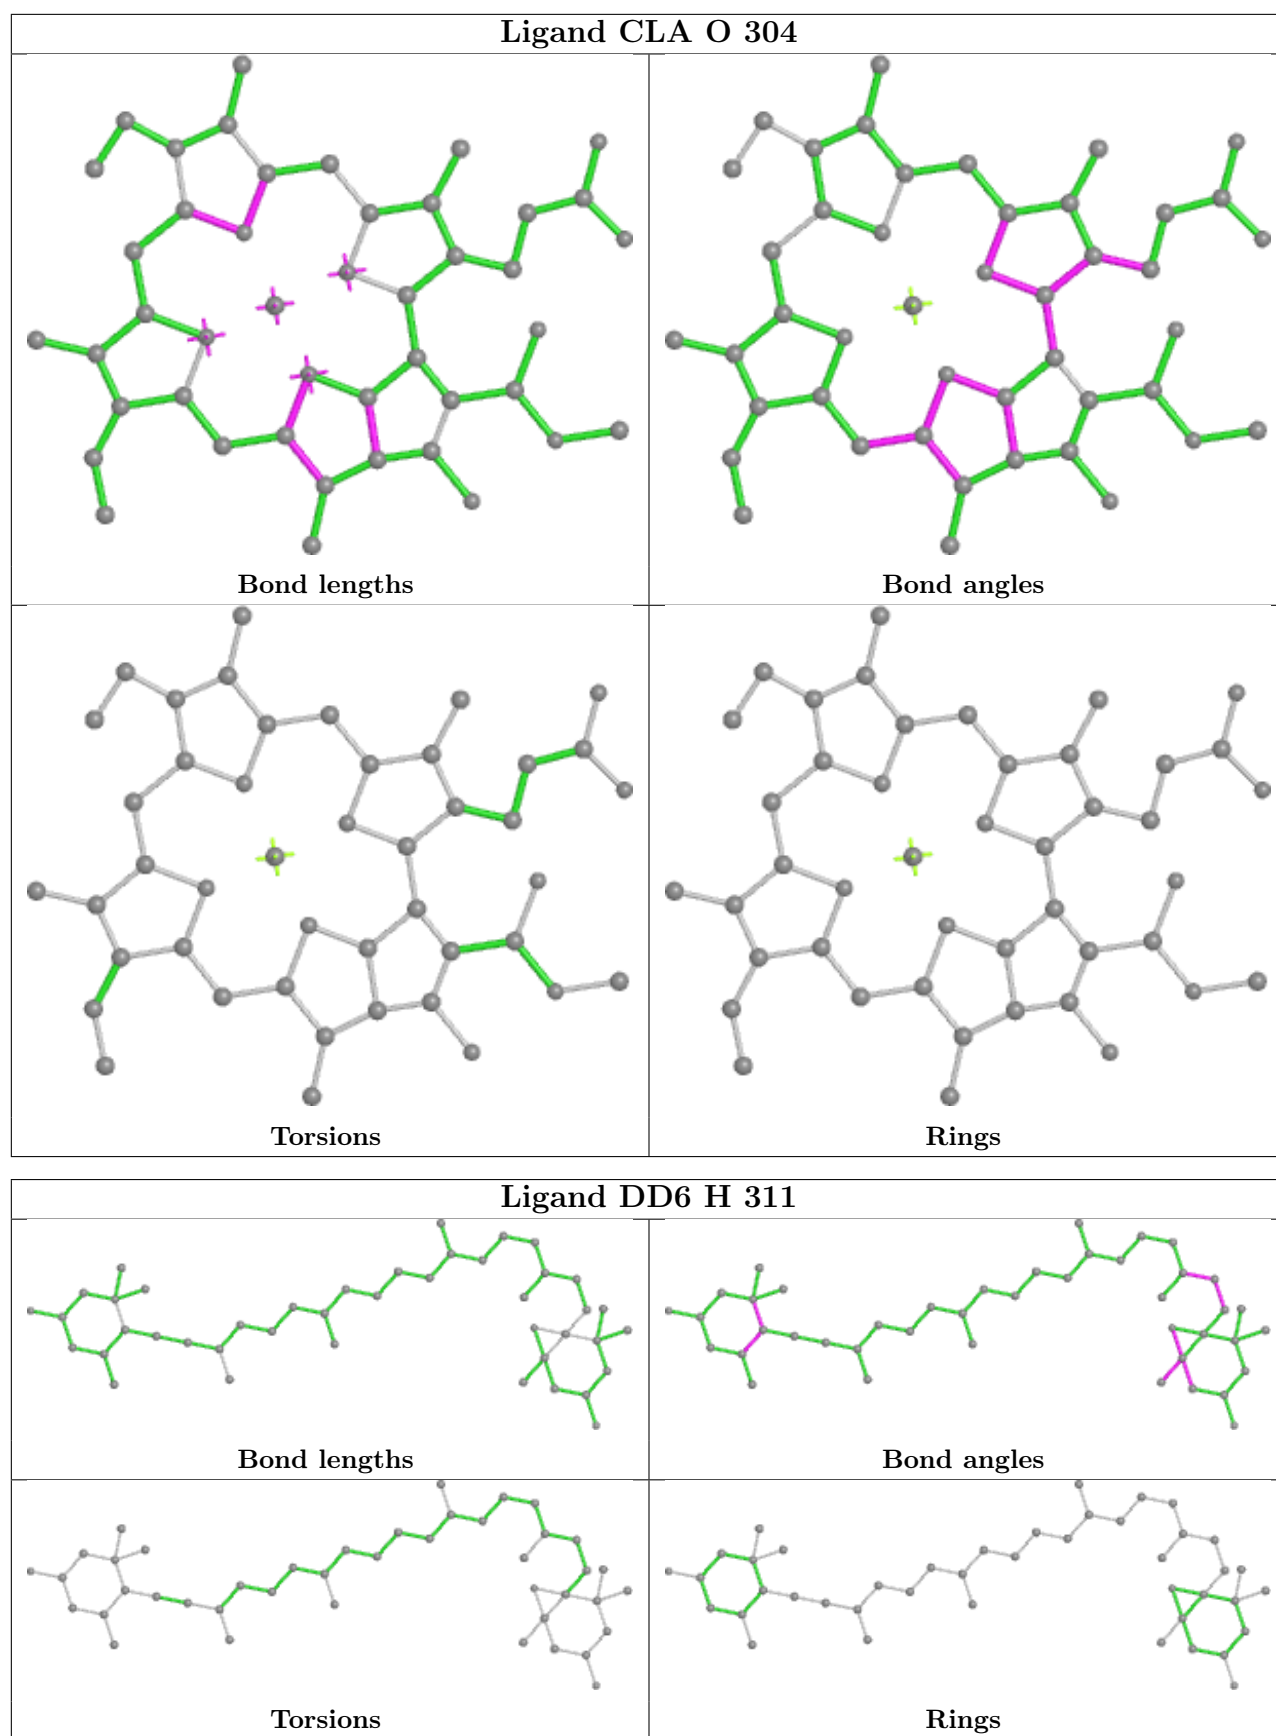 Ligand CLA O 304
Bond lengths
Bond angles
Torsions
Rings
Ligand DD6 H 311
Bond lengths
Bond angles
Torsions
Rings